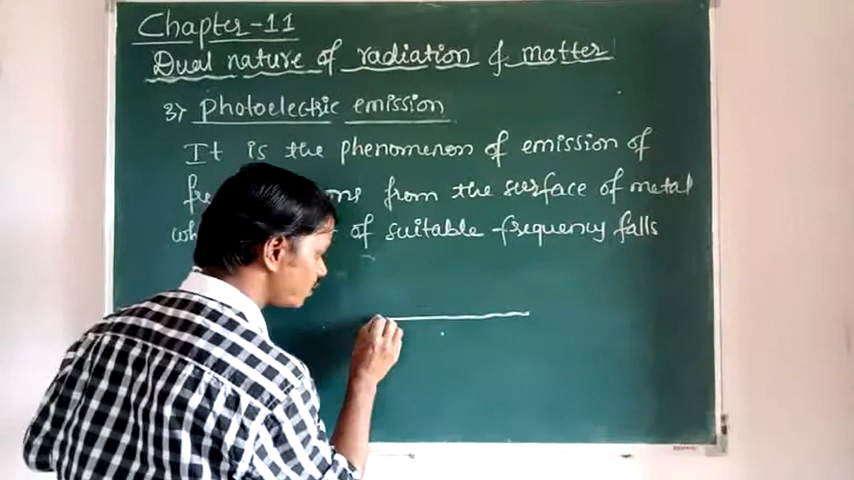 Chapter-11
Dual nature of radiation & matter
3) Photoelectric emission
It is the phenomenon of emission of
from the surface of metal
of suitable frequency falls